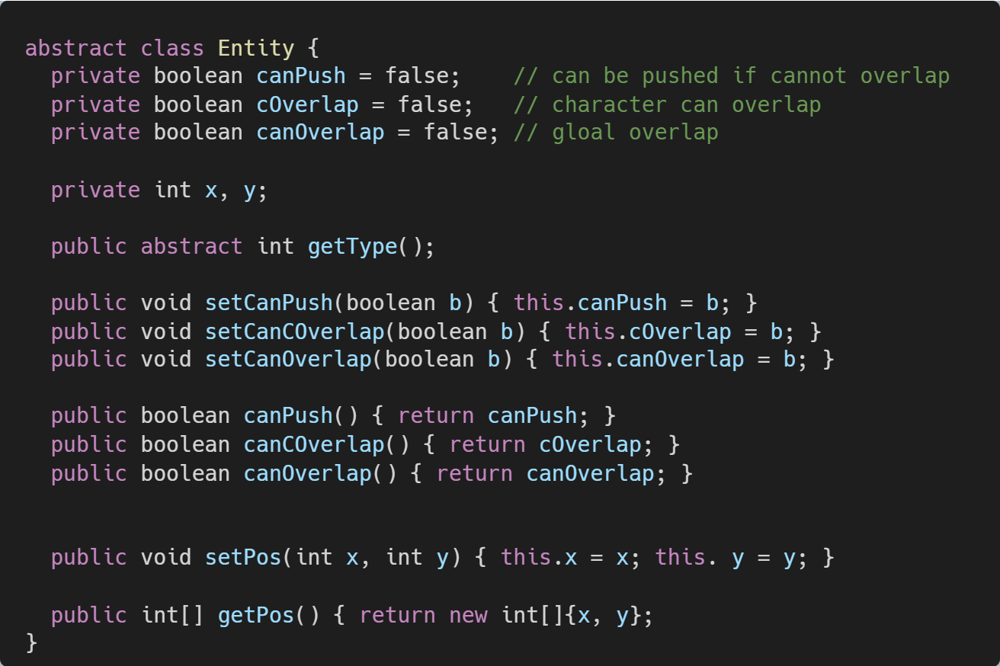 abstract class Entity {
  private boolean canPush = false;    // can be pushed if cannot overlap
  private boolean cOverlap = false;   // character can overlap
  private boolean canOverlap = false; // gloal overlap

  private int x, y;

  public abstract int getType();

  public void setCanPush(boolean b) { this.canPush = b; }
  public void setCanCOverlap(boolean b) { this.cOverlap = b; }
  public void setCanOverlap(boolean b) { this.canOverlap = b; }

  public boolean canPush() { return canPush; }
  public boolean canCOverlap() { return cOverlap; }
  public boolean canOverlap() { return canOverlap; }


  public void setPos(int x, int y) { this.x = x; this. y = y; }

  public int[] getPos() { return new int[]{x, y};
}